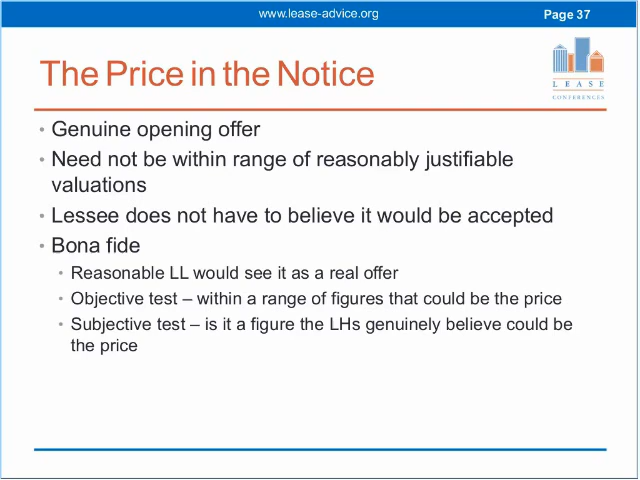 www.lease-advice.org
Page 37
The Price in the Notice
L E A S E
CONFERENCES
• Genuine opening offer
• Need not be within range of reasonably justifiable
valuations
• Lessee does not have to believe it would be accepted
• Bona fide
• Reasonable LL would see it as a real offer
• Objective test – within a range of figures that could be the price
• Subjective test – is it a figure the LHs genuinely believe could be
the price